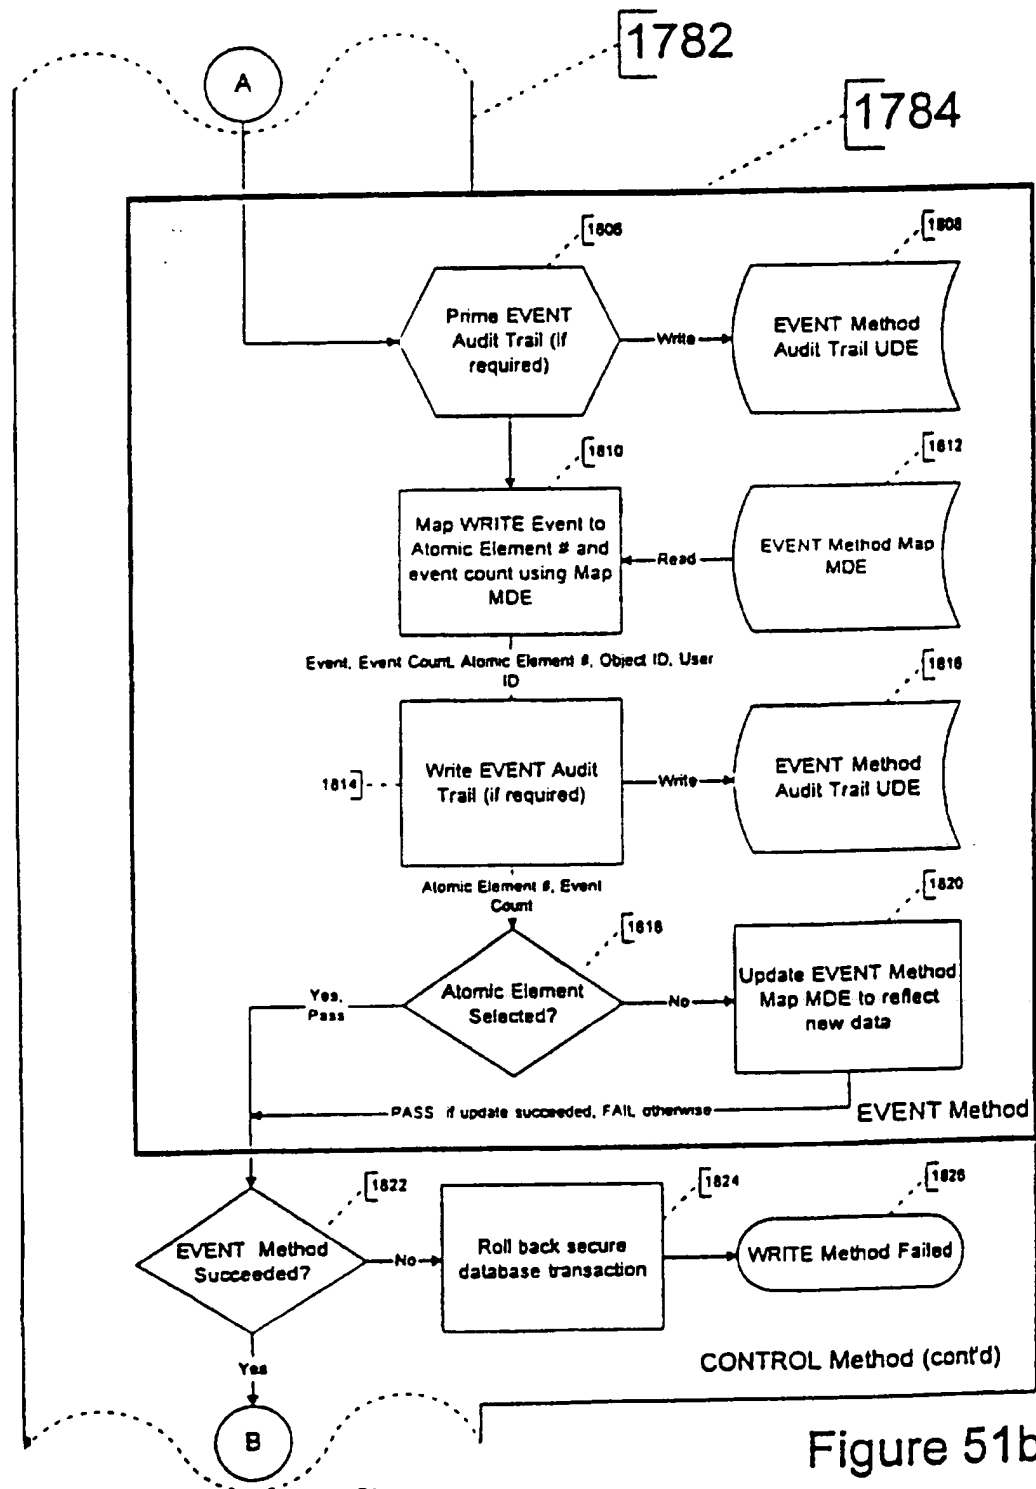 1782
A
1784
1806
1808
Prime EVENT
Audit Trail (if
required)
Write
EVENT Method
Audit Trail UDE
1810
1812
Map WRITE Event to
Atomic Element # and
event count using Map
MDE
Read
EVENT Method Map
MDE
Event, Event Count, Atomic Element #, Object ID, User
ID
1816
1814
Write EVENT Audit
Trail (if required)
Write
EVENT Method
Audit Trail UDE
Atomic Element #, Event
Count
1818
1820
Yes,
Pass
Atomic Element
Selected?
No
Update EVENT Method
Map MDE to reflect
new data
PASS if update succeeded, FAIL otherwise
EVENT Method
1822
1824
1826
EVENT Method
Succeeded?
No
Roll back secure
database transaction
WRITE Method Failed
Yes
CONTROL Method (cont'd)
B
Figure 51b